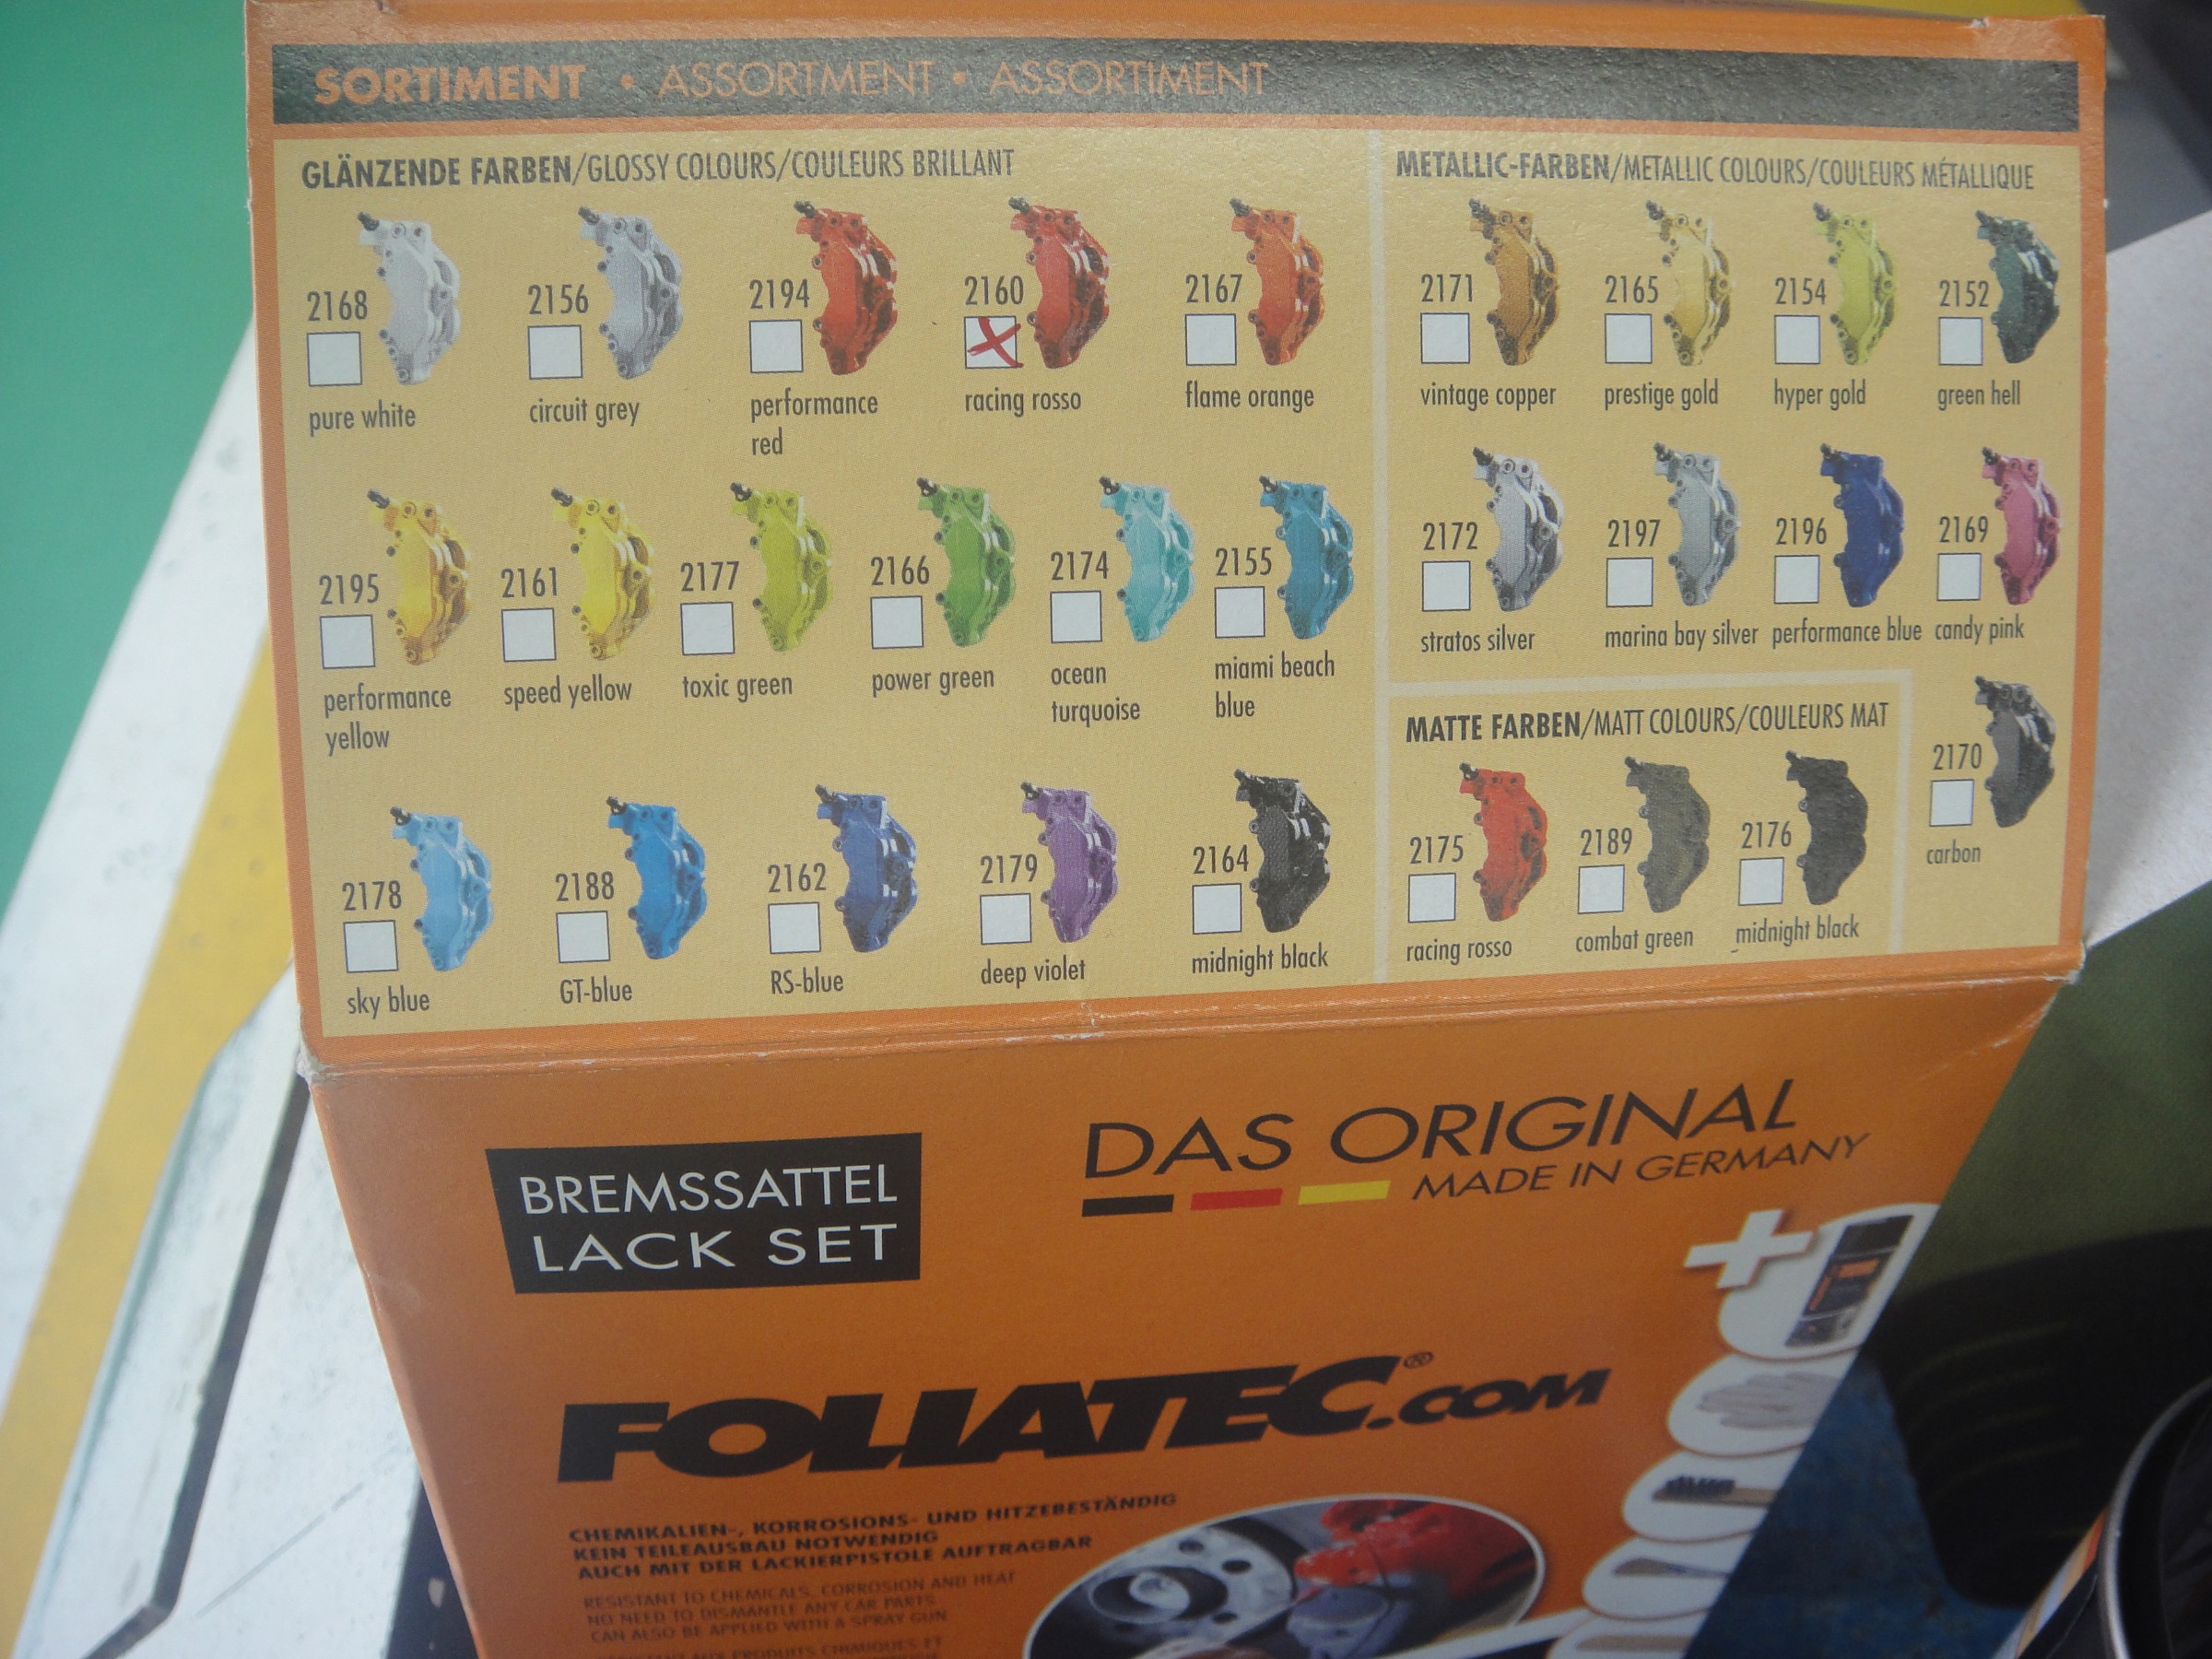 SORTIMENT • ASSORTMENT • ASSORTIMENT
GLÄNZENDE FARBEN/GLOSSY COLOURS/COULEURS BRILLANT
2168
pure white
2156
circuit grey
2194
performance
red
2160
racing rosso
2167
flame orange
2195
performance
yellow
2161
speed yellow
2177
toxic green
2166
power green
2174
ocean
turquoise
2155
miami beach
blue
2178
sky blue
2188
GT-blue
2162
RS-blue
2179
deep violet
2164
midnight black
METALLIC-FARBEN/METALLIC COLOURS/COULEURS MÉTALLIQUE
2171
vintage copper
2165
prestige gold
2154
hyper gold
2152
green hell
2172
stratos silver
2197
marina bay silver
2196
performance blue
2169
candy pink
2170
carbon
MATTE FARBEN/MATT COLOURS/COULEURS MAT
2175
racing rosso
2189
combat green
2176
midnight black
BREMSSATTEL
LACK SET
DAS ORIGINAL
MADE IN GERMANY
FOLIATEC®.COM
CHEMIKALIEN-, KORROSIONS- UND HITZEBESTÄNDIG
KEIN TEILEAUSBAU NOTWENDIG
AUCH MIT DER LACKIERPISTOLE AUFTRAGBAR
RESISTANT TO CHEMICALS, CORROSION AND HEAT
NO NEED TO DISMANTLE ANY CAR PARTS
CAN ALSO BE APPLIED WITH A SPRAY GUN
AUX PRODUITS CHIMIQUES ET